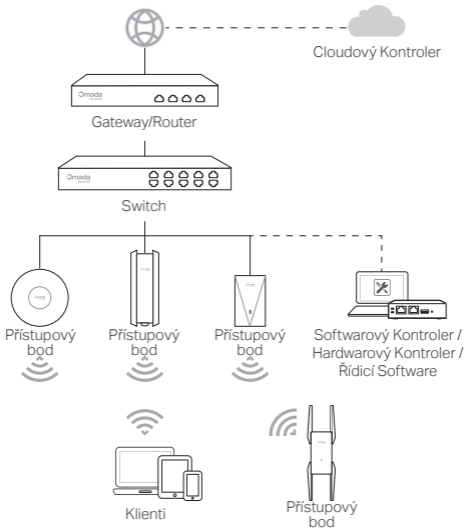 Cloudový Kontroler
Omada
Gateway/Router
Omada
Switch
Přístupový
bod
Přístupový
bod
Přístupový
bod
Softwarový Kontroler /
Hardwarový Kontroler /
Řídicí Software
Klienti
Přístupový
bod